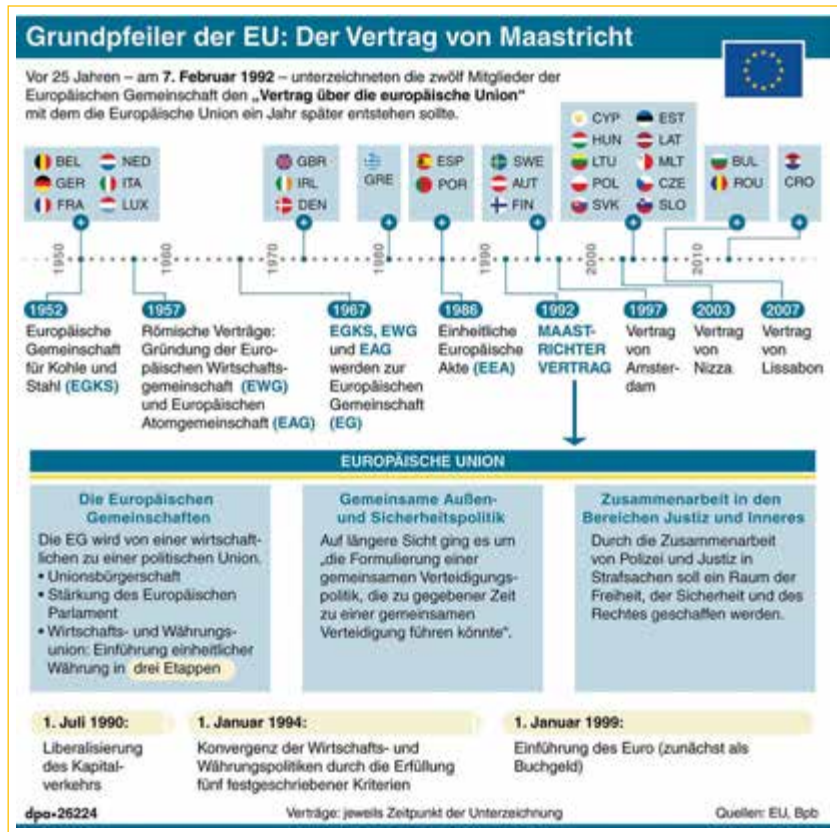 Grundpfeiler der EU: Der Vertrag von Maastricht
Vor 25 Jahren – am 7. Februar 1992 – unterzeichneten die zwölf Mitglieder der
Europäischen Gemeinschaft den „Vertrag über die europäische Union“
mit dem die Europäische Union ein Jahr später entstehen sollte.
BEL NED
GER ITA
FRA LUX
GBR
IRL
DEN
GRE
ESP
POR
SWE
AUT
FIN
CYP EST
HUN LAT
LTU MLT
POL CZE
SVK SLO
BUL
ROU
CRO
1950 1960 1970 1980 1990 2000 2010
1952
Europäische
Gemeinschaft
für Kohle und
Stahl (EGKS)
1957
Römische Verträge:
Gründung der Euro-
päischen Wirtschafts-
gemeinschaft (EWG)
und Europäischen
Atomgemeinschaft (EAG)
1967
EGKS, EWG
und EAG
werden zur
Europäischen
Gemeinschaft
(EG)
1986
Einheitliche
Europäische
Akte (EEA)
1992
MAAST-
RICHTER
VERTRAG
1997
Vertrag
von
Amster-
dam
2003
Vertrag
von
Nizza
2007
Vertrag
von
Lissabon
EUROPÄISCHE UNION
Die Europäischen
Gemeinschaften
Die EG wird von einer wirtschaft-
lichen zu einer politischen Union.
• Unionsbürgerschaft
• Stärkung des Europäischen
Parlament
• Wirtschafts- und Währungs-
union: Einführung einheitlicher
Währung in drei Etappen
Gemeinsame Außen-
und Sicherheitspolitik
Auf längere Sicht ging es um
„die Formulierung einer
gemeinsamen Verteidigungs-
politik, die zu gegebener Zeit
zu einer gemeinsamen
Verteidigung führen könnte“.
Zusammenarbeit in den
Bereichen Justiz und Inneres
Durch die Zusammenarbeit
von Polizei und Justiz in
Strafsachen soll ein Raum der
Freiheit, der Sicherheit und des
Rechtes geschaffen werden.
1. Juli 1990:
Liberalisierung
des Kapital-
verkehrs
1. Januar 1994:
Konvergenz der Wirtschafts- und
Währungspolitiken durch die Erfüllung
fünf festgeschriebener Kriterien
1. Januar 1999:
Einführung des Euro (zunächst als
Buchgeld)
dpa•26224
Verträge: jeweils Zeitpunkt der Unterzeichnung
Quellen: EU, Bpb